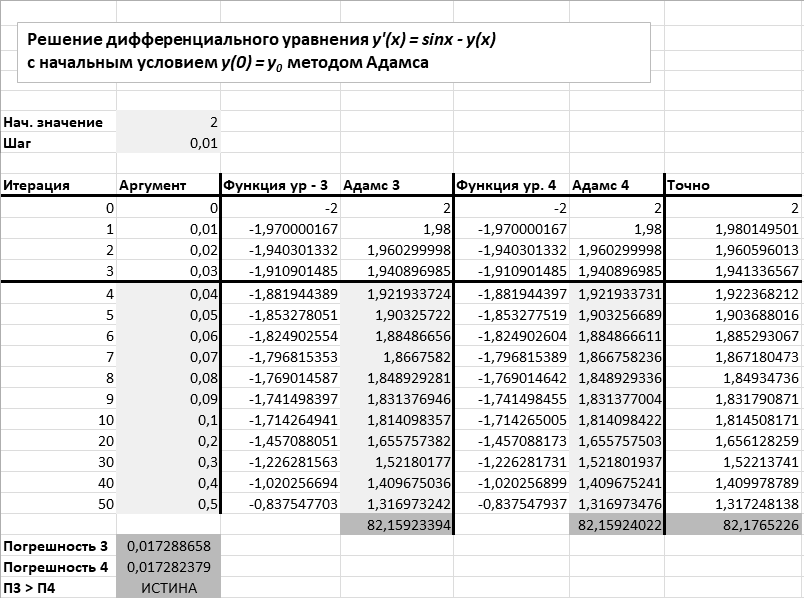 Решение дифференциального уравнения y'(x) = sinx - y(x)
с начальным условием y(0) = y₀ методом Адамса
Нач. значение 2
Шаг 0,01
Итерация Аргумент Функция ур - 3 Адамс 3 Функция ур. 4 Адамс 4 Точно
0 0 -2 2 -2 2 2
1 0,01 -1,970000167 1,98 -1,970000167 1,98 1,980149501
2 0,02 -1,940301332 1,960299998 -1,940301332 1,960299998 1,960596013
3 0,03 -1,910901485 1,940896985 -1,910901485 1,940896985 1,941336567
4 0,04 -1,881944389 1,921933724 -1,881944397 1,921933731 1,922368212
5 0,05 -1,853278051 1,90325722 -1,853277519 1,903256689 1,903688016
6 0,06 -1,824902554 1,88486656 -1,824902604 1,884866611 1,885293067
7 0,07 -1,796815353 1,8667582 -1,796815389 1,866758236 1,867180473
8 0,08 -1,769014587 1,848929281 -1,769014642 1,848929336 1,84934736
9 0,09 -1,741498397 1,831376946 -1,741498455 1,831377004 1,831790871
10 0,1 -1,714264941 1,814098357 -1,714265005 1,814098422 1,814508171
20 0,2 -1,457088051 1,655757382 -1,457088173 1,655757503 1,656128259
30 0,3 -1,226281563 1,52180177 -1,226281731 1,521801937 1,52213741
40 0,4 -1,020256694 1,409675036 -1,020256899 1,409675241 1,409978789
50 0,5 -0,837547703 1,316973242 -0,837547937 1,316973476 1,317248138
82,15923394 82,15924022 82,1765226
Погрешность 3 0,017288658
Погрешность 4 0,017282379
П3 > П4 ИСТИНА